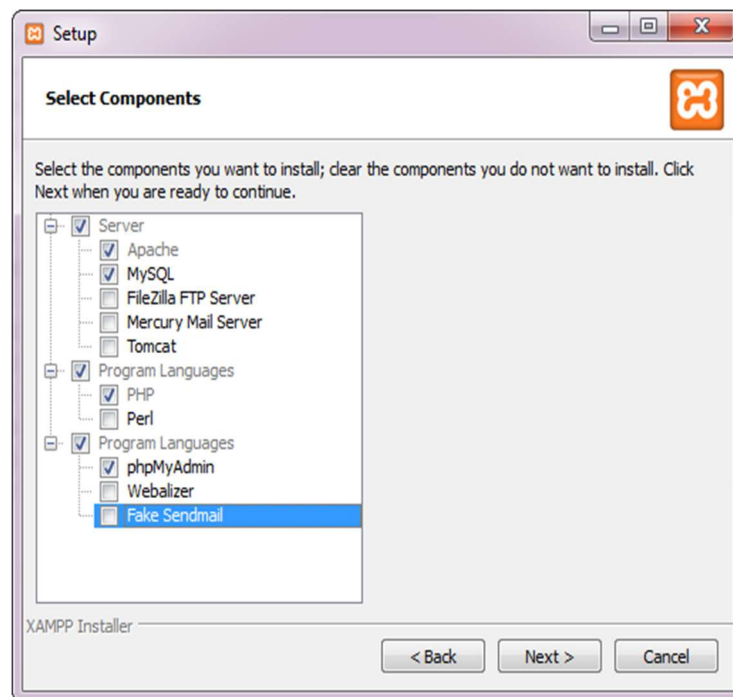 Setup
Select Components
Select the components you want to install; clear the components you do not want to install. Click
Next when you are ready to continue.
Server
Apache
MySQL
FileZilla FTP Server
Mercury Mail Server
Tomcat
Program Languages
PHP
Perl
Program Languages
phpMyAdmin
Webalizer
Fake Sendmail
XAMPP Installer
< Back Next > Cancel